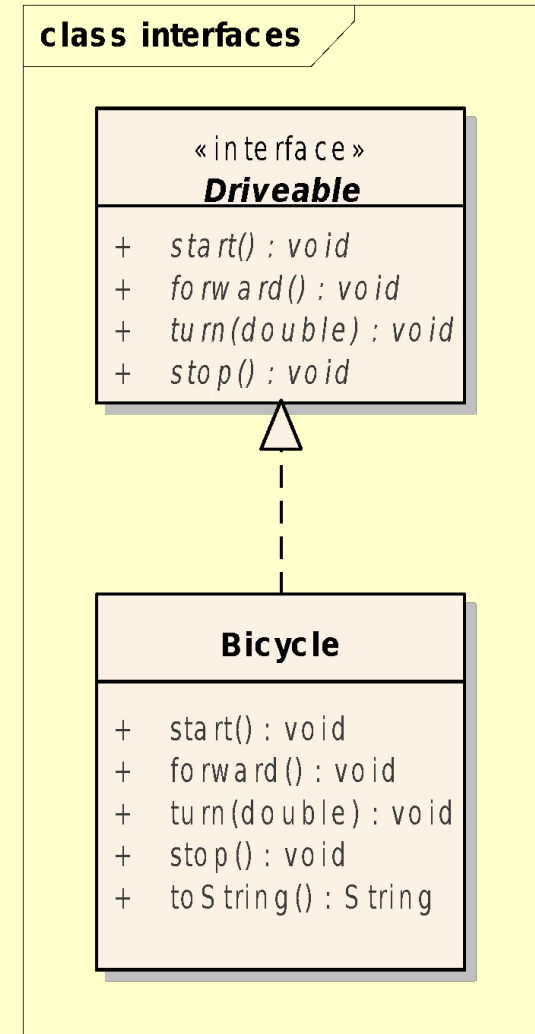 class interfaces
«interface»
Driveable
+ start() : void
+ forward() : void
+ turn(double) : void
+ stop() : void
Bicycle
+ start() : void
+ forward() : void
+ turn(double) : void
+ stop() : void
+ toString() : String